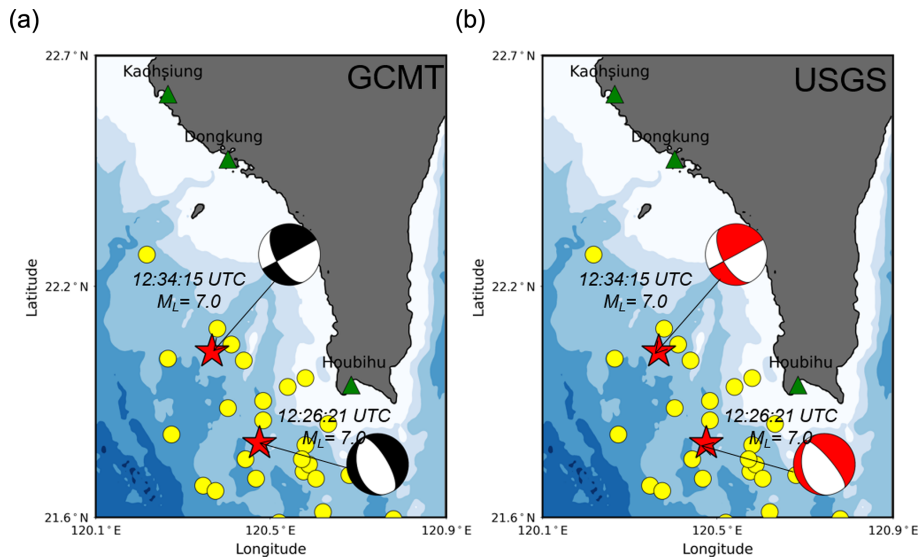 (a)
(b)
22.7°N
Kaohsiung
GCMT
Dongkung
12:34:15 UTC
M_L= 7.0
22.2°N
Latitude
Houbihu
12:26:21 UTC
M_L= 7.0
21.6°N
120.1°E
120.5°E
120.9°E
Longitude
22.7°N
Kaohsiung
USGS
Dongkung
12:34:15 UTC
M_L= 7.0
22.2°N
Latitude
Houbihu
12:26:21 UTC
M_L= 7.0
21.6°N
120.1°E
120.5°E
120.9°E
Longitude